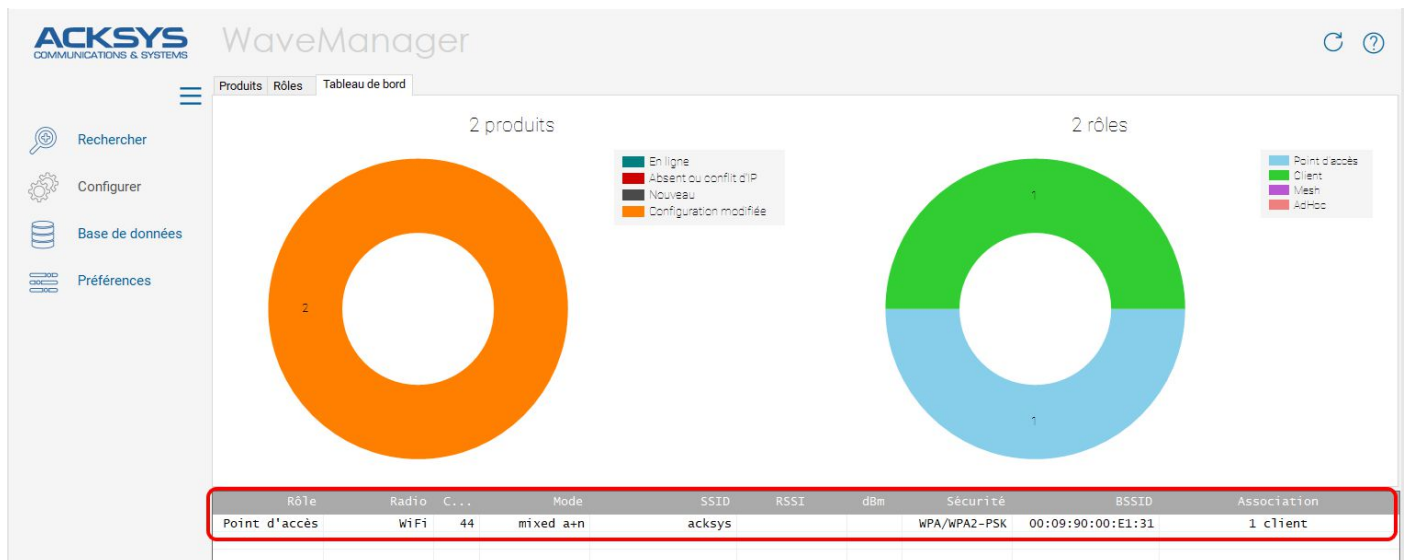 ACKSYS
COMMUNICATIONS & SYSTEMS
WaveManager
Produits Rôles Tableau de bord
Rechercher
Configurer
Base de données
Préférences
2 produits
En ligne
Absent ou conflit d'IP
Nouveau
Configuration modifiée
2
2 rôles
Point d'accès
Client
Mesh
AdHoc
1
1
Rôle Radio C... Mode SSID RSSI dBm Sécurité BSSID Association
Point d'accès WiFi 44 mixed a+n acksys WPA/WPA2-PSK 00:09:90:00:E1:31 1 client